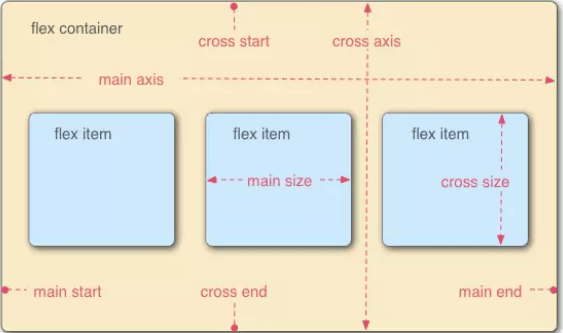 flex container
cross start
cross axis
main axis
flex item
flex item
flex item
main size
cross size
main start
cross end
main end